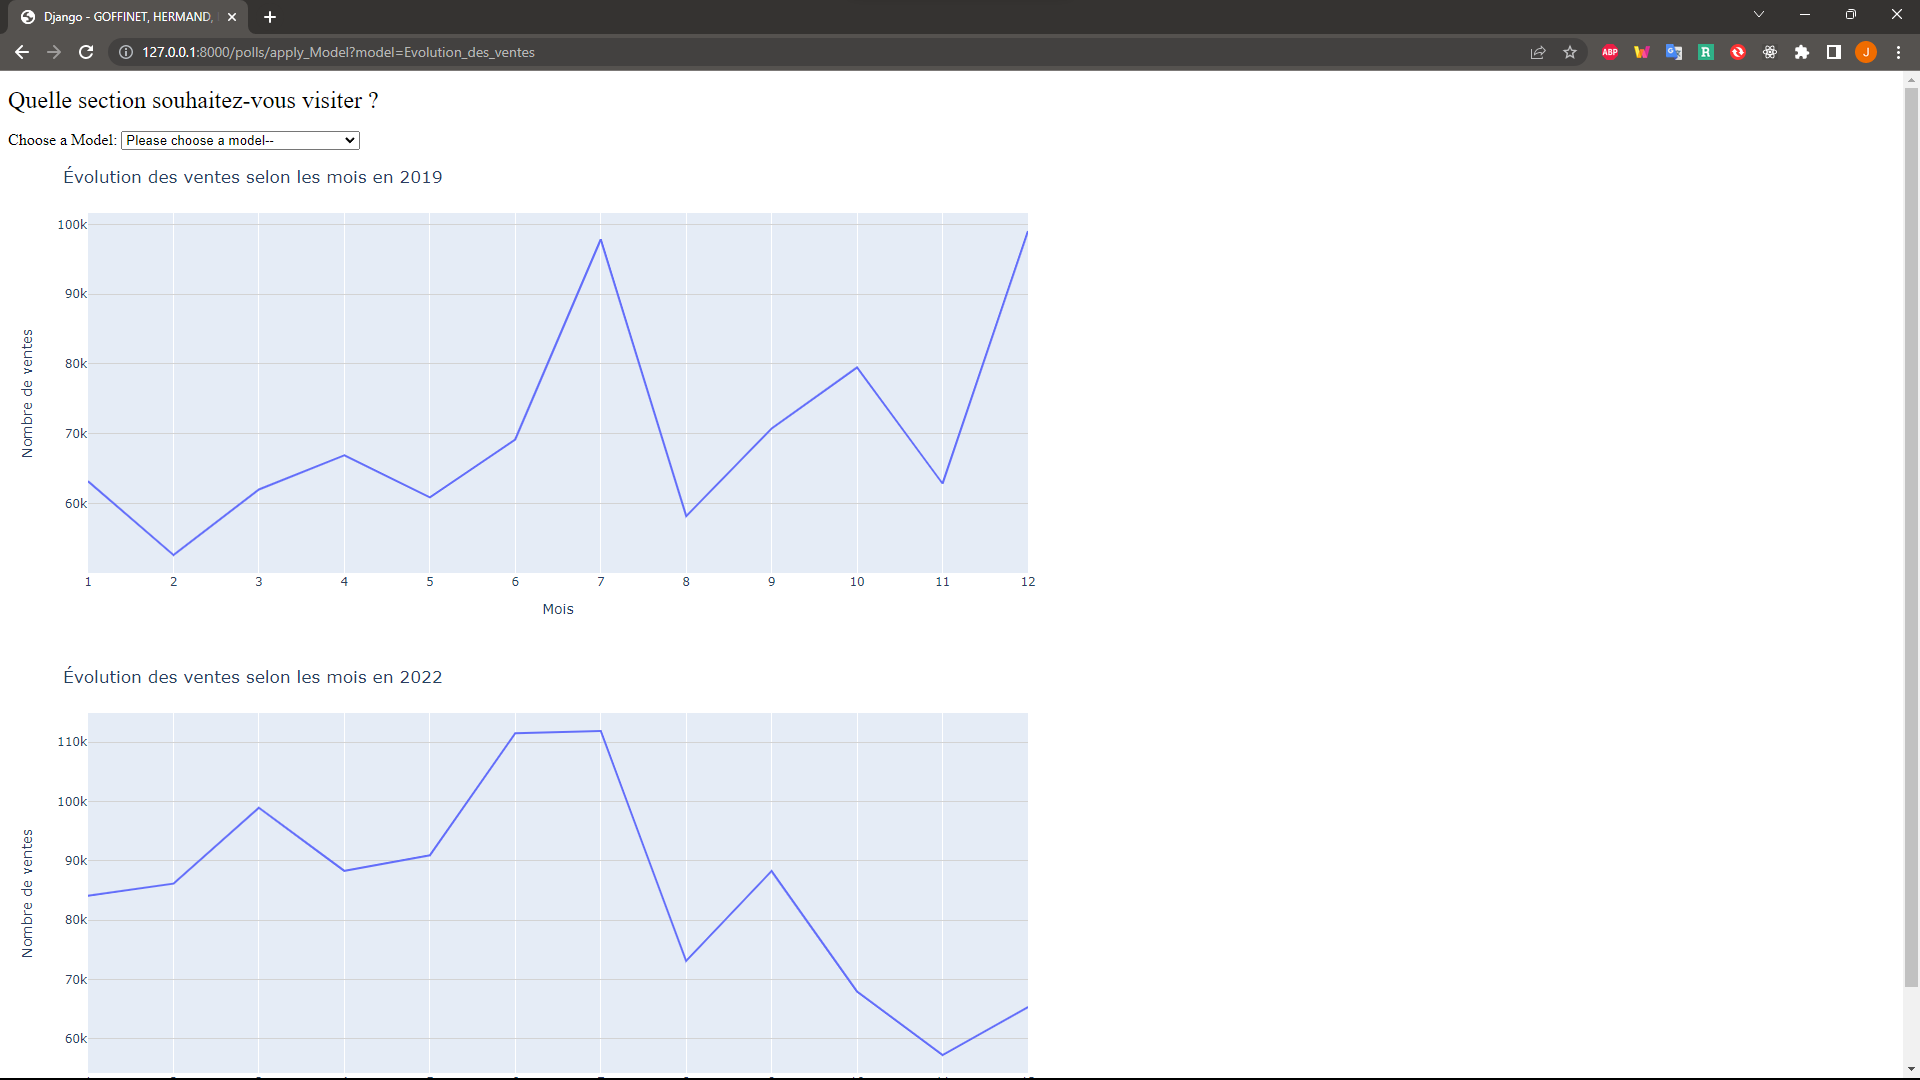 Django - GOFFINET, HERMAND,
127.0.0.1:8000/polls/apply_Model?model=Evolution_des_ventes
ABP
R
J
Quelle section souhaitez-vous visiter ?
Choose a Model: Please choose a model--
Évolution des ventes selon les mois en 2019
100k
90k
80k
70k
60k
Nombre de ventes
1 2 3 4 5 6 7 8 9 10 11 12
Mois
Évolution des ventes selon les mois en 2022
110k
100k
90k
80k
70k
60k
Nombre de ventes